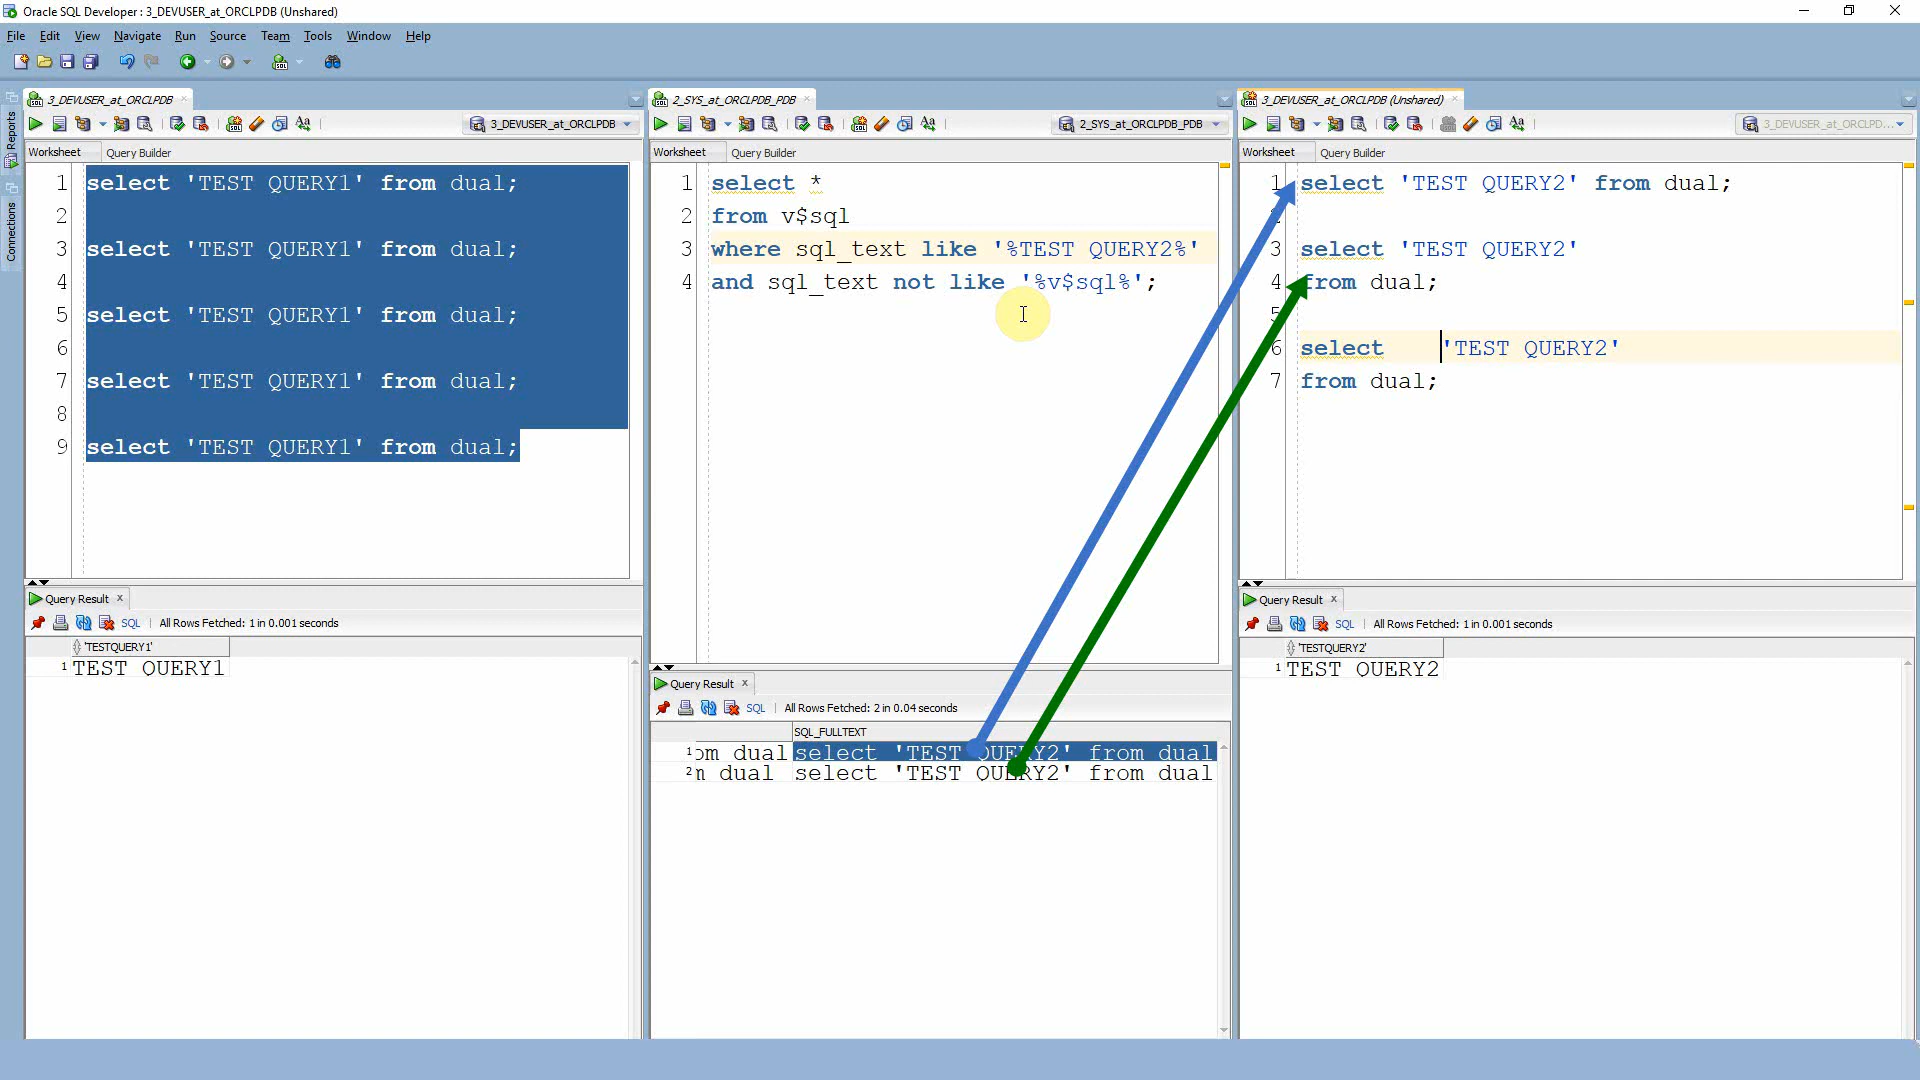 Oracle SQL Developer : 3_DEVUSER_at_ORCLPDB (Unshared)
File Edit View Navigate Run Source Team Tools Window Help
Reports
Connections
3_DEVUSER_at_ORCLPDB
3_DEVUSER_at_ORCLPDB
Worksheet Query Builder
1 select 'TEST QUERY1' from dual;
2
3 select 'TEST QUERY1' from dual;
4
5 select 'TEST QUERY1' from dual;
6
7 select 'TEST QUERY1' from dual;
8
9 select 'TEST QUERY1' from dual;
Query Result
SQL | All Rows Fetched: 1 in 0.001 seconds
'TESTQUERY1'
1 TEST QUERY1
2_SYS_at_ORCLPDB_PDB
2_SYS_at_ORCLPDB_PDB
Worksheet Query Builder
1 select *
2 from v$sql
3 where sql_text like '%TEST QUERY2%'
4 and sql_text not like '%v$sql%';
Query Result
SQL | All Rows Fetched: 2 in 0.04 seconds
SQL_FULLTEXT
1 om dual select 'TEST QUERY2' from dual
2 m dual select 'TEST QUERY2' from dual
3_DEVUSER_at_ORCLPDB (Unshared)
3_DEVUSER_at_ORCLPD...
Worksheet Query Builder
1 select 'TEST QUERY2' from dual;
2
3 select 'TEST QUERY2'
4 from dual;
5
6 select 'TEST QUERY2'
7 from dual;
Query Result
SQL | All Rows Fetched: 1 in 0.001 seconds
'TESTQUERY2'
1 TEST QUERY2